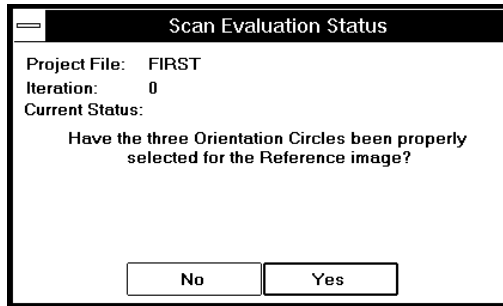 Scan Evaluation Status
Project File: FIRST
Iteration: 0
Current Status:
Have the three Orientation Circles been properly
selected for the Reference image?
No Yes